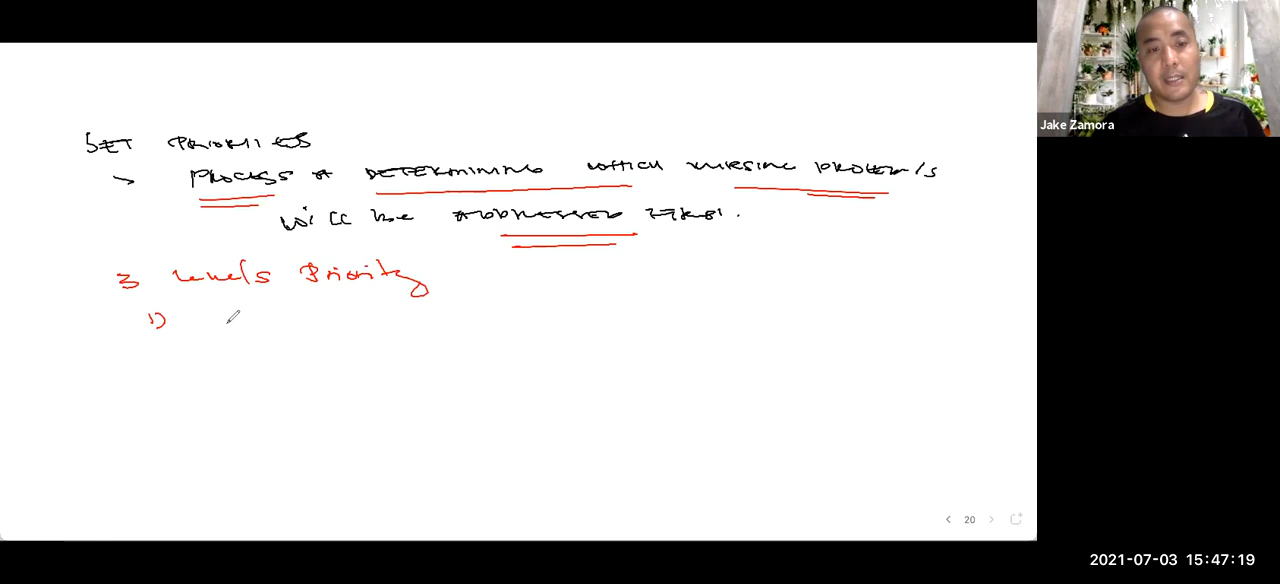 SET PRIORITIES
→ PROCESS of DETERMINING which nursing problem/s
will be ADDRESSED FIRST.
3 levels Priority
1)
Jake Zamora
20
2021-07-03 15:47:19